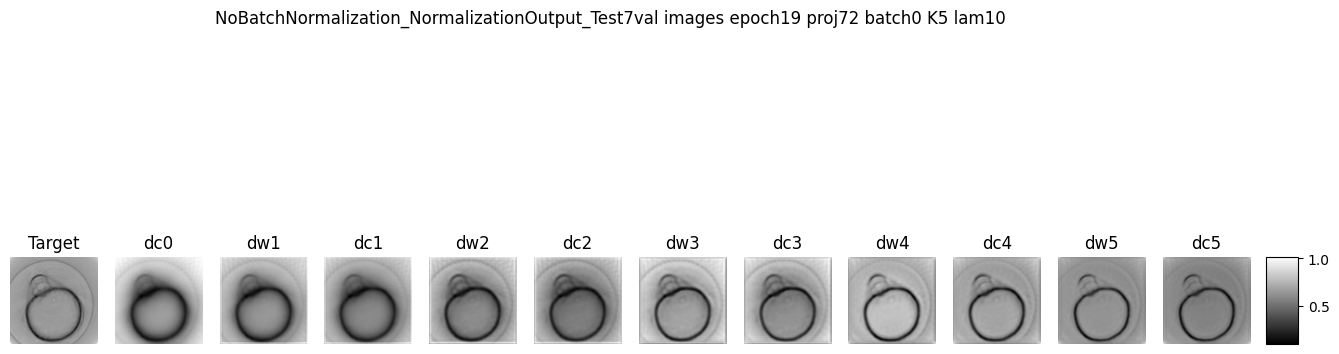 NoBatchNormalization_NormalizationOutput_Test7val images epoch19 proj72 batch0 K5 lam10
Target dc0 dw1 dc1 dw2 dc2 dw3 dc3 dw4 dc4 dw5 dc5
1.0
0.5